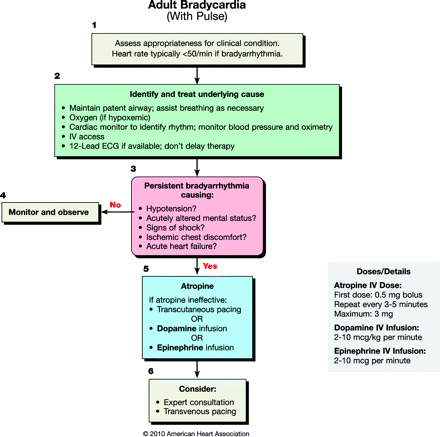 Adult Bradycardia
(With Pulse)
1
Assess appropriateness for clinical condition.
Heart rate typically <50/min if bradyarrhythmia.
2
Identify and treat underlying cause
• Maintain patent airway; assist breathing as necessary
• Oxygen (if hypoxemic)
• Cardiac monitor to identify rhythm; monitor blood pressure and oximetry
• IV access
• 12-Lead ECG if available; don't delay therapy
3
Persistent bradyarrhythmia
causing:
• Hypotension?
• Acutely altered mental status?
• Signs of shock?
• Ischemic chest discomfort?
• Acute heart failure?
No
4
Monitor and observe
Yes
5
Atropine
If atropine ineffective:
• Transcutaneous pacing
OR
• Dopamine infusion
OR
• Epinephrine infusion
6
Consider:
• Expert consultation
• Transvenous pacing
Doses/Details
Atropine IV Dose:
First dose: 0.5 mg bolus
Repeat every 3-5 minutes
Maximum: 3 mg
Dopamine IV Infusion:
2-10 mcg/kg per minute
Epinephrine IV Infusion:
2-10 mcg per minute
© 2010 American Heart Association